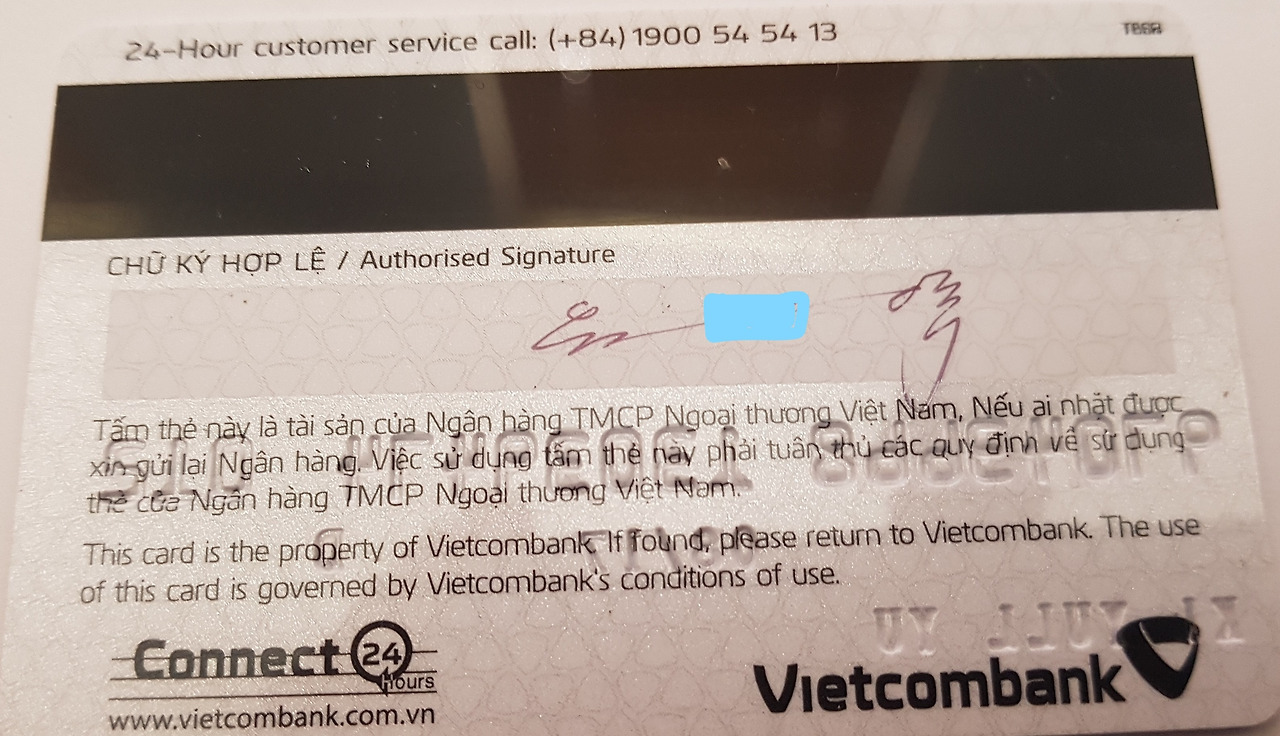 24-Hour customer service call: (+84) 1900 54 54 13
TBSR
CHỮ KÝ HỢP LỆ / Authorised Signature
Tấm thẻ này là tài sản của Ngân hàng TMCP Ngoại thương Việt Nam, Nếu ai nhặt được
xin gửi lại Ngân hàng. Việc sử dụng tấm thẻ này phải tuân thủ các quy định về sử dụng
thẻ của Ngân hàng TMCP Ngoại thương Việt Nam.
This card is the property of Vietcombank. If found, please return to Vietcombank. The use
of this card is governed by Vietcombank's conditions of use.
Connect 24
hours
www.vietcombank.com.vn
Vietcombank